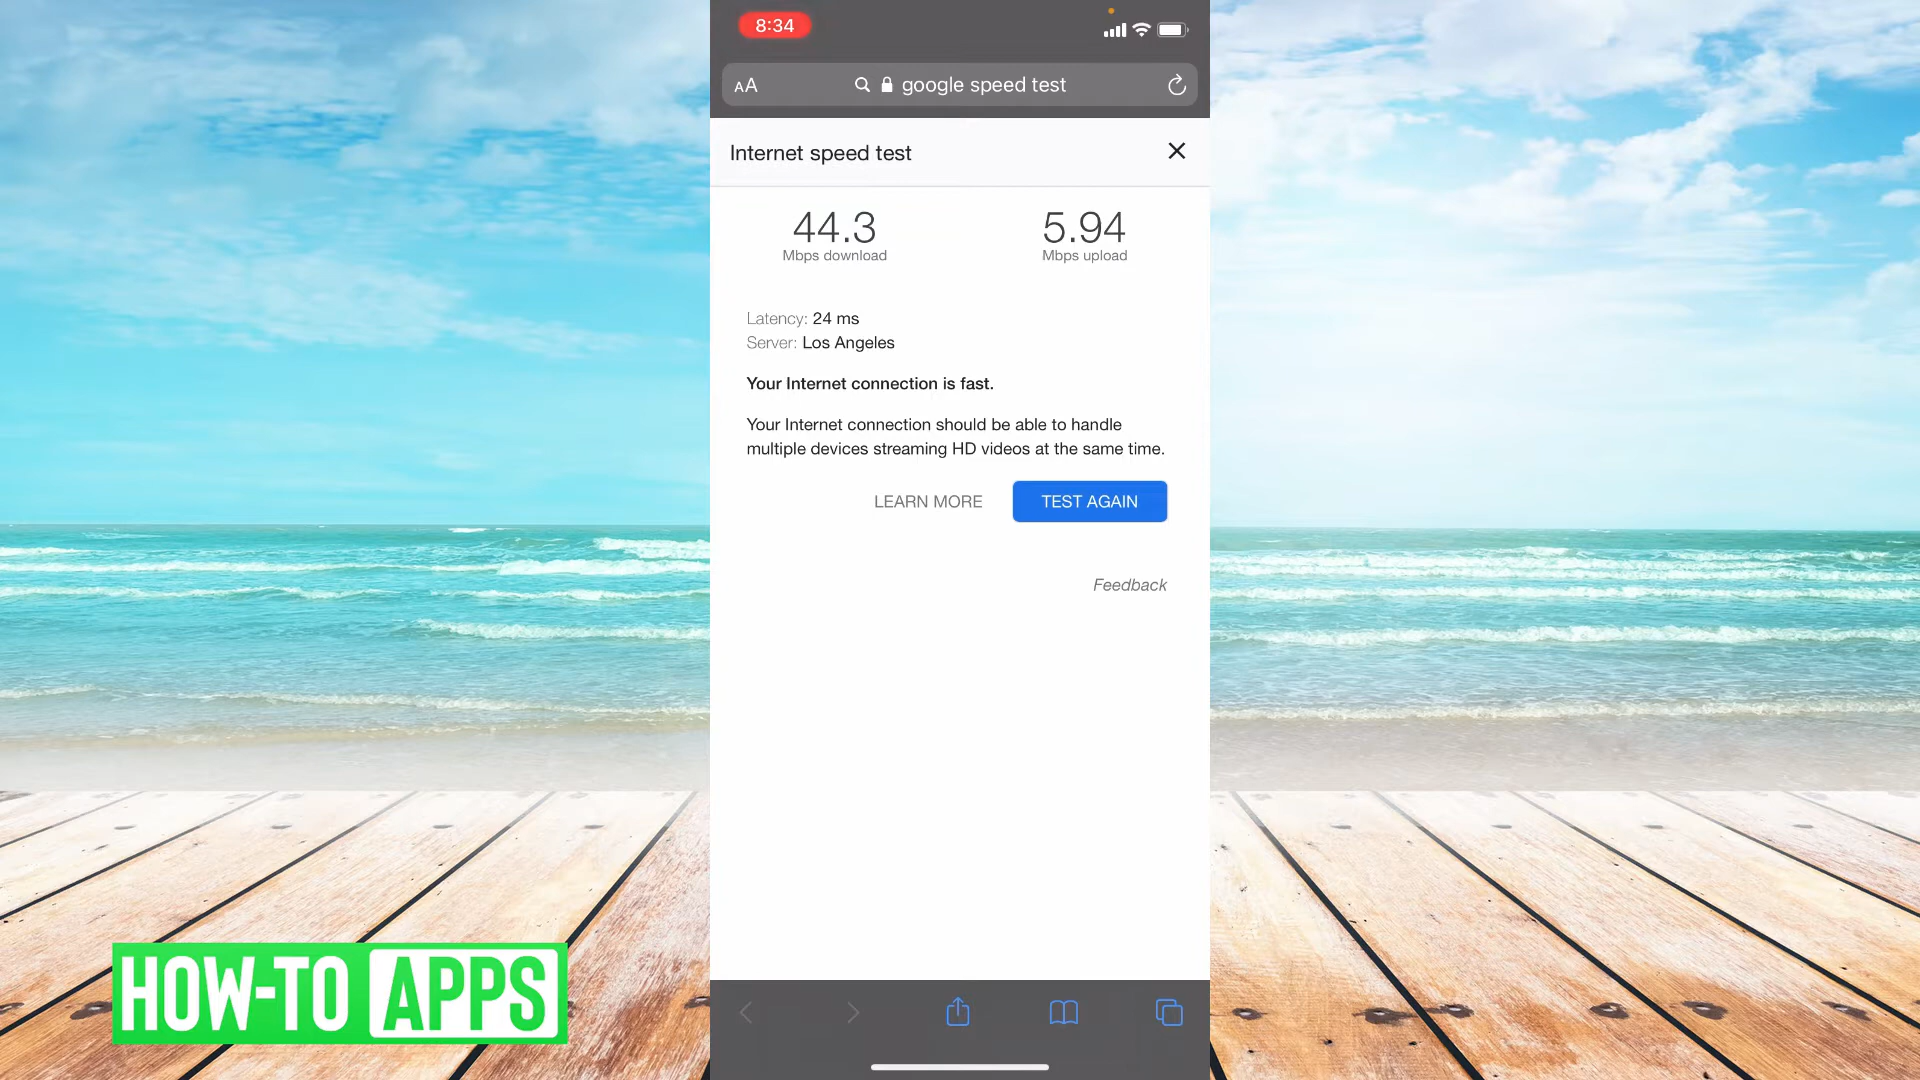 8:34
AA google speed test
Internet speed test
44.3 5.94
Mbps download Mbps upload
Latency: 24 ms
Server: Los Angeles
Your Internet connection is fast.
Your Internet connection should be able to handle
multiple devices streaming HD videos at the same time.
LEARN MORE TEST AGAIN
Feedback
HOW-TO APPS